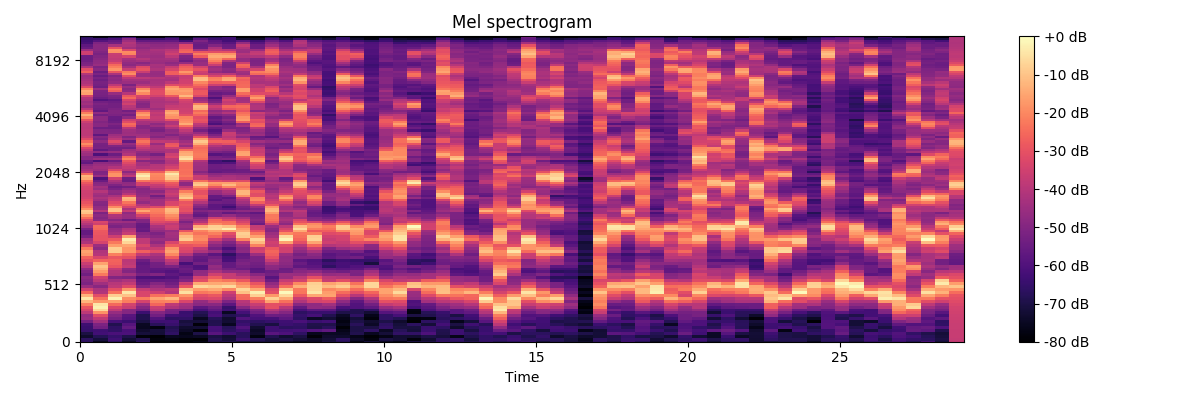 Mel spectrogram
8192
4096
2048
1024
512
0
Hz
0 5 10 15 20 25
Time
+0 dB
-10 dB
-20 dB
-30 dB
-40 dB
-50 dB
-60 dB
-70 dB
-80 dB